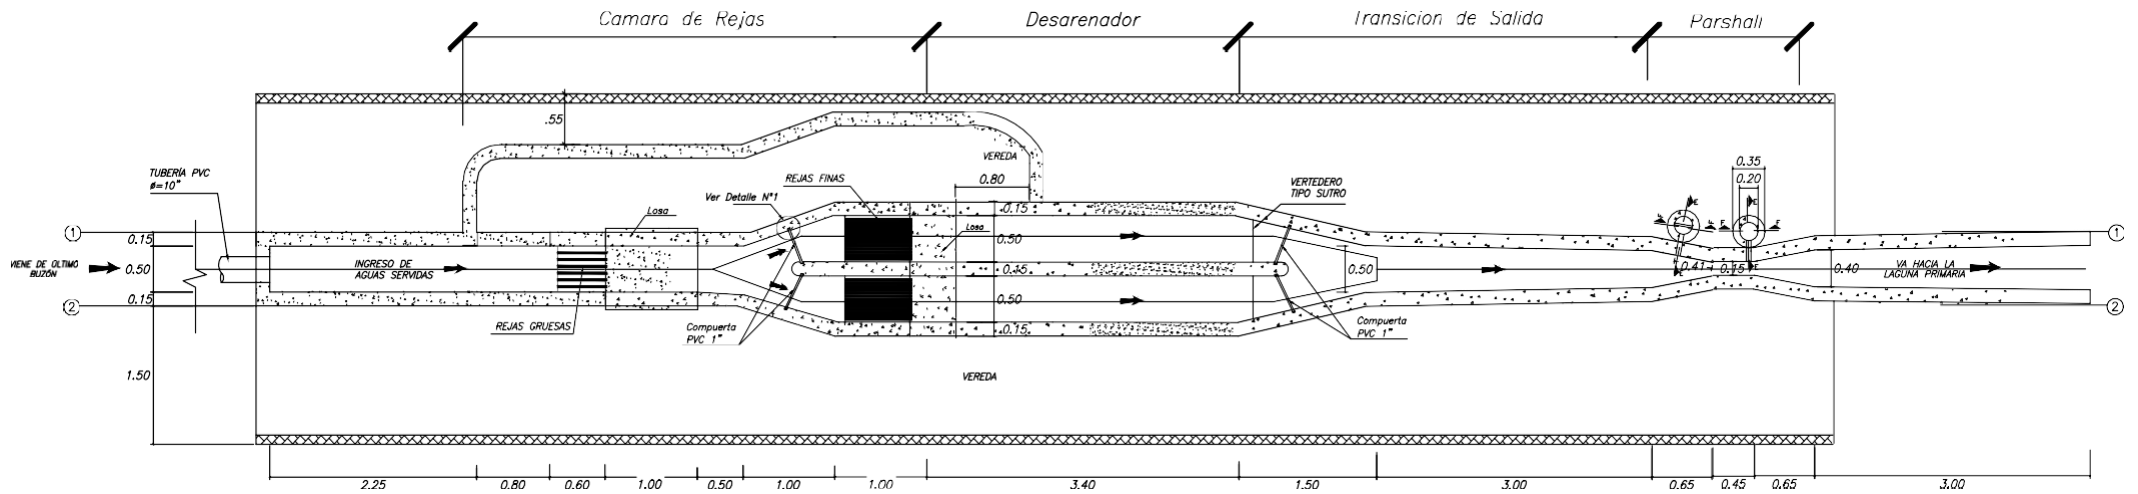 Camara de Rejas
Desarenador
Transicion de Salida
Parshall
.55
TUBERÍA PVC
ø=10"
VEREDA
REJAS FINAS
0.80
VERTEDERO
TIPO SUTRO
0.35
0.20
Ver Detalle N°1
Losa
1
0.15
0.50
0.15
2
VIENE DE ÚLTIMO
BUZÓN
INGRESO DE
AGUAS SERVIDAS
REJAS GRUESAS
Compuerta
PVC 1"
0.15
0.50
Losa
0.15
0.50
0.15
0.50
Compuerta
PVC 1"
E
F
F
E
E
F
F
E
0.41
0.15
0.40
VA HACIA LA
LAGUNA PRIMARIA
1
2
1.50
VEREDA
2.25
0.80
0.60
1.00
0.50
1.00
1.00
3.40
1.50
3.00
0.65
0.45
0.65
3.00